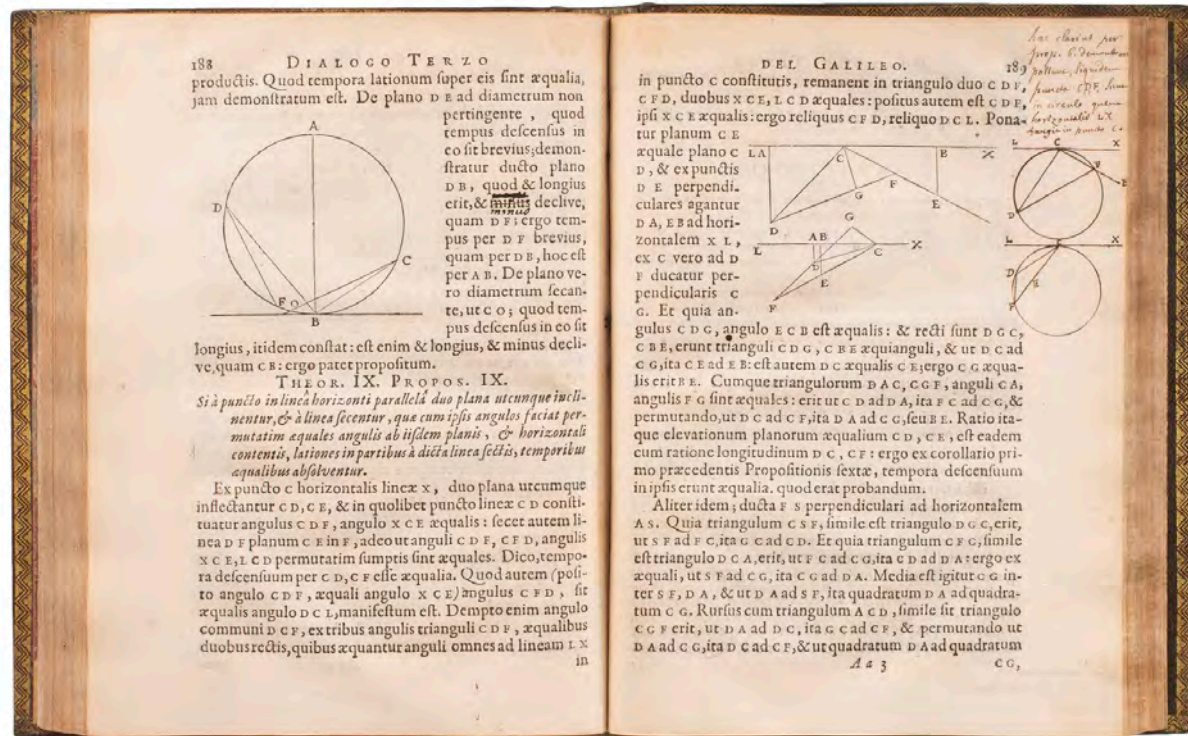 188 DIALOGO TERZO
productis. Quod tempora lationum super eis sint æqualia,
jam demonstratum est. De plano D E ad diametrum non
pertingente, quod
tempus descensus in
eo sit brevius; demon-
stratur ducto plano
D B, quod & longius
erit, & minus declive,
minus
quam D F: ergo tem-
pus per D F brevius,
quam per D B, hoc est
per A B. De plano ve-
ro diametrum secan-
te, ut C O; quod tem-
pus descensus in eo sit
A
D
C
F O
B
longius, itidem constat: est enim & longius, & minus decli-
ve, quam C B: ergo patet propositum.
THEOR. IX. PROPOS. IX.
Si à puncto in linea horizonti parallela duo plana utcunque incli-
nentur, & à linea secentur, quæ cum ipsis angulos faciat per-
mutatim æquales angulis ab iisdem planis, & horizontali
contentis, lationes in partibus à dicta linea sectis, temporibus
æqualibus absolventur.
Ex puncto C horizontalis lineæ X, duo plana utcumque
inflectantur C D, C E, & in quolibet puncto lineæ C D consti-
tuatur angulus C D F, angulo X C E æqualis: secet autem li-
nea D F planum C E in F, adeo ut anguli C D F, C F D, angulis
X C E, L C D permutatim sumptis sint æquales. Dico, tempo-
ra descensuum per C D, C F esse æqualia. Quod autem (posi-
to angulo C D F, æquali angulo X C E) angulus C F D, sit
æqualis angulo D C L, manifestum est. Dempto enim angulo
communi D C F, ex tribus angulis trianguli C D F, æqualibus
duobus rectis, quibus æquantur anguli omnes ad lineam L X
in
DEL GALILEO. 189
in puncto C constitutis, remanent in triangulo duo C D F,
C F D, duobus X C E, L C D æquales: positus autem est C D F,
ipsi X C E æqualis: ergo reliquus C F D, reliquo D C L. Pona-
tur planum C E
æquale plano C
D, & ex punctis
D E perpendi-
culares agantur
D A, E B ad hori-
zontalem X L,
ex C vero ad D
F ducatur per-
pendicularis C
G. Et quia an-
L A C B X
F
G
E
D
G
A B
L C X
D
E
F
gulus C D G, angulo E C B est æqualis: & recti sunt D G C,
C B E, erunt trianguli C D G, C B E æquianguli, & ut D C ad
C G, ita C E ad E B: est autem D C æqualis C E; ergo C G æqua-
lis erit B E. Cumque triangulorum D A C, C G F, anguli C A,
angulis F G sint æquales: erit ut C D ad D A, ita F C ad C G, &
permutando, ut D C ad C F, ita D A ad C G, seu B E. Ratio ita-
que elevationum planorum æqualium C D, C E, est eadem
cum ratione longitudinum D C, C F: ergo ex corollario pri-
mo præcedentis Propositionis sextæ, tempora descensuum
in ipsis erunt æqualia. quod erat probandum.
Aliter idem; ducta F S perpendiculari ad horizontalem
A S. Quia triangulum C S F, simile est triangulo D G C, erit,
ut S F ad F C, ita G C ad C D. Et quia triangulum C F G, simile
est triangulo D C A, erit, ut F C ad C G, ita C D ad D A: ergo ex
æquali, ut S F ad C G, ita C G ad D A. Media est igitur C G in-
ter S F, D A, & ut D A ad S F, ita quadratum D A ad quadra-
tum C G. Rursus cum triangulum A C D, simile sit triangulo
C G F erit, ut D A ad D C, ita G C ad C F, & permutando ut
D A ad C G, ita D C ad C F, & ut quadratum D A ad quadratum
A a 3 C G,
clarius per
prop. 6.
puncta CDF
in circulo quem
horizontalis LX
tangit in puncto C.
L C X
F
E
D
L X
D
F